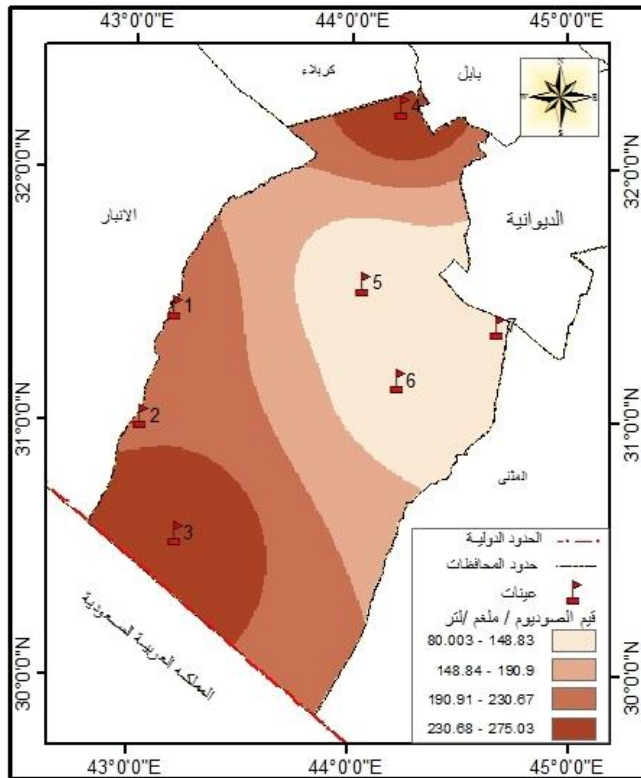 43°0'0"E
44°0'0"E
45°0'0"E
كربلاء
بابل
N
W
E
S
4
32°0'0"N
32°0'0"N
الانبار
الديوانية
5
1
7
6
2
31°0'0"N
31°0'0"N
المثنى
3
الحدود الدولية
حدود المحافظات
عينات
قيم الصوديوم / ملغم /لتر
80.003 - 148.83
148.84 - 190.9
190.91 - 230.67
230.68 - 275.03
المملكه العربية السعودية
30°0'0"N
30°0'0"N
43°0'0"E
44°0'0"E
45°0'0"E